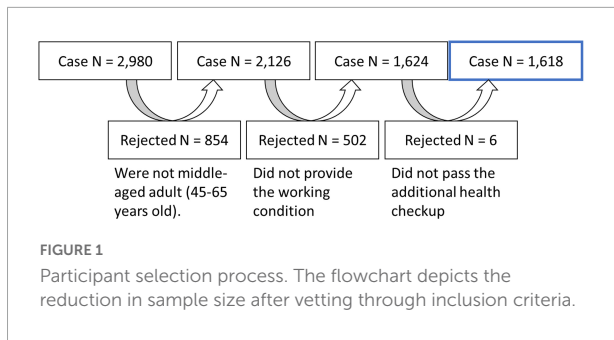 Case N = 2,980
Case N = 2,126
Case N = 1,624
Case N = 1,618
Rejected N = 854
Rejected N = 502
Rejected N = 6
Were not middle-
aged adult (45-65
years old).
Did not provide
the working
condition
Did not pass the
additional health
checkup
FIGURE 1
Participant selection process. The flowchart depicts the
reduction in sample size after vetting through inclusion criteria.